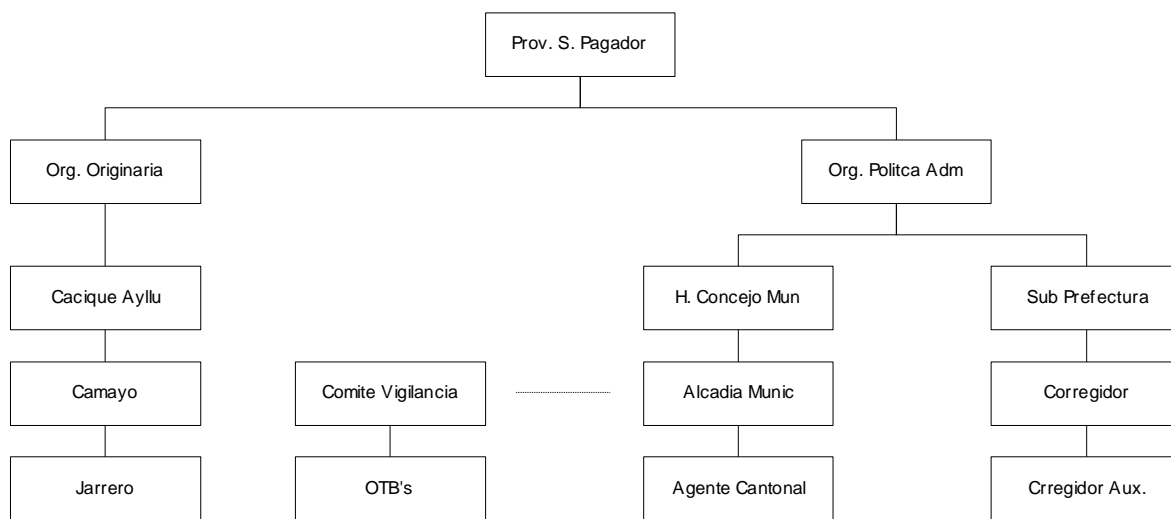 Prov. S. Pagador
Org. Originaria
Org. Politca Adm
Cacique Ayllu
H. Concejo Mun
Sub Prefectura
Camayo
Comite Vigilancia
Alcadia Munic
Corregidor
Jarrero
OTB's
Agente Cantonal
Crregidor Aux.